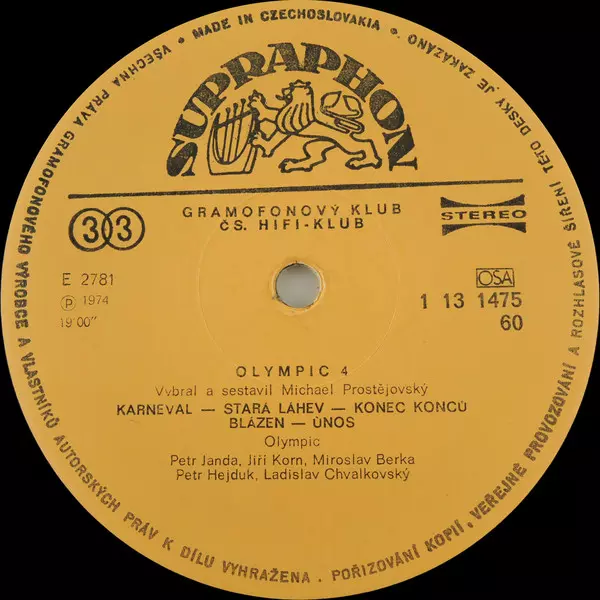 VŠECHNA PRÁVA GRAMOFONOVÉHO VÝROBCE A VLASTNÍKŮ AUTORSKÝCH PRÁV K DÍLU VYHRAŽENA . POŘIZOVÁNÍ KOPIÍ, VEŘEJNÉ PROVOZOVÁNÍ A ROZHLASOVÉ ŠÍŘENÍ TÉTO DESKY JE ZAKÁZÁNO . • MADE IN CZECHOSLOVAKIA •
SUPRAPHON
33
GRAMOFONOVÝ KLUB
ČS. HIFI-KLUB
STEREO
E 2781
Ⓟ 1974
19'00"
OSA
1 13 1475
60
OLYMPIC 4
Vybral a sestavil Michael Prostějovský
KARNEVAL — STARÁ LÁHEV — KONEC KONCŮ
BLÁZEN — ÚNOS
Olympic
Petr Janda, Jiří Korn, Miroslav Berka
Petr Hejduk, Ladislav Chvalkovský